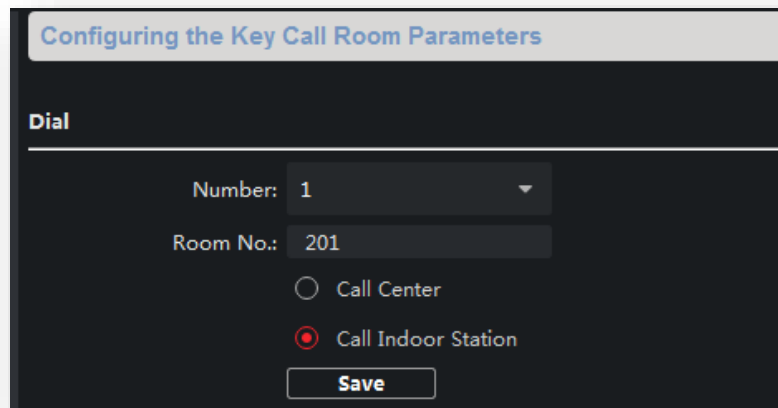 Configuring the Key Call Room Parameters
Dial
Number: 1
Room No.: 201
Call Center
Call Indoor Station
Save